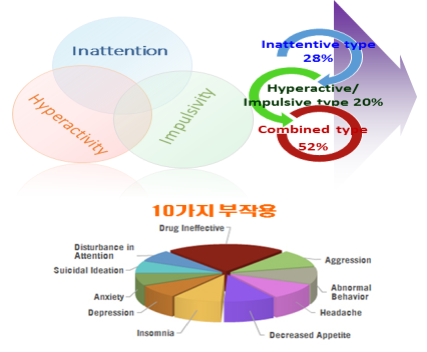 Inattention
Hyperactivity
Impulsivity
Inattentive type
28%
Hyperactive/
Impulsive type 20%
Combined type
52%
10가지 부작용
Drug Ineffective
Disturbance in
Attention
Suicidal Ideation
Anxiety
Depression
Insomnia
Decreased Appetite
Headache
Abnormal
Behavior
Aggression